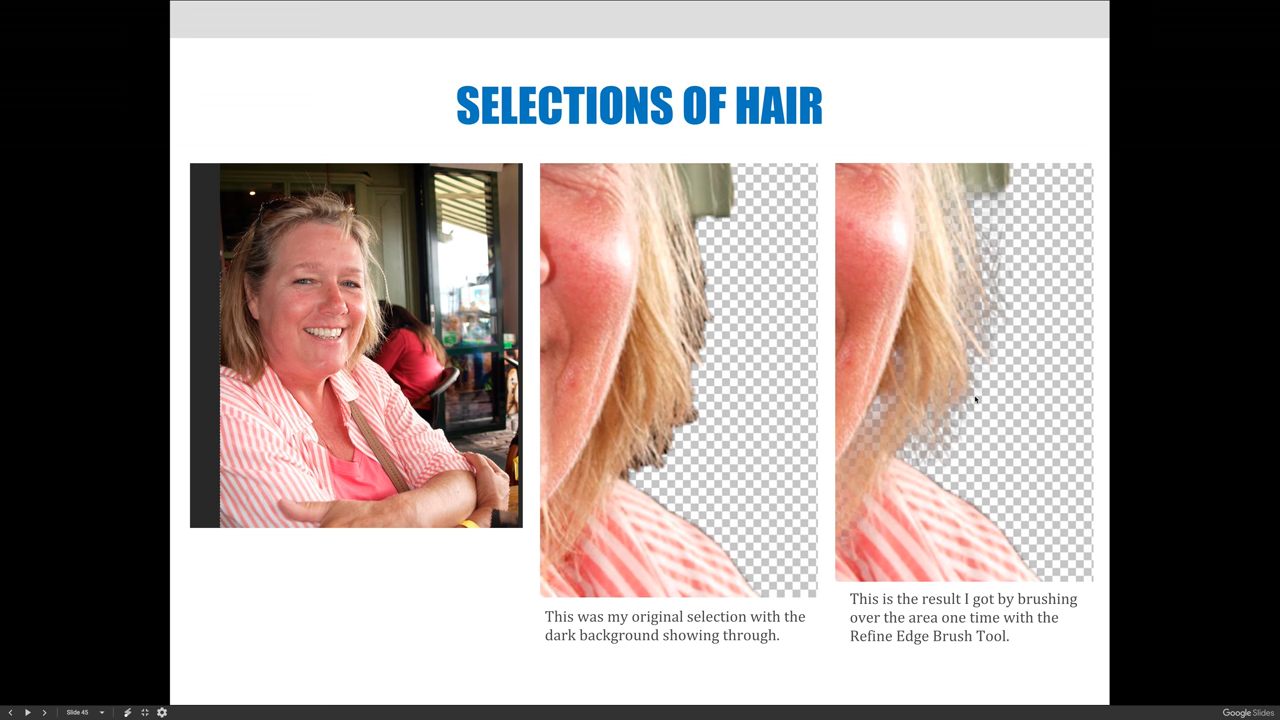 SELECTIONS OF HAIR
This was my original selection with the
dark background showing through.
This is the result I got by brushing
over the area one time with the
Refine Edge Brush Tool.
Slide 45
Google Slides